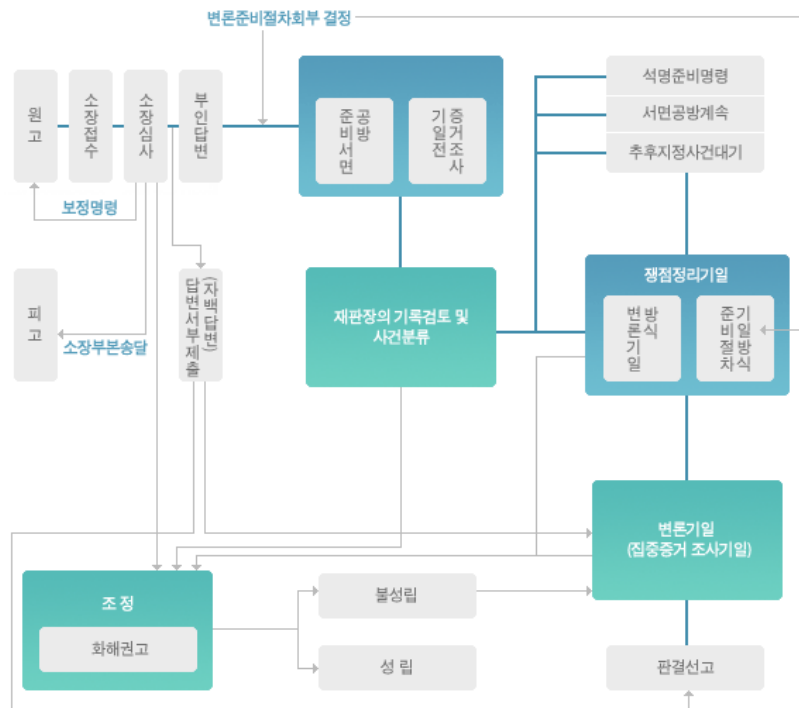 변론준비절차회부 결정
원고
소장접수
소장심사
부인답변
공방
준비서면
증거조사
기일전
석명준비명령
서면공방계속
추후지정사건대기
보정명령
피고
소장부본송달
(자백답변)
답변서부제출
재판장의 기록검토 및
사건분류
쟁점정리기일
방식
변론기일
기일방식
준비절차
변론기일
(집중증거 조사기일)
조 정
화해권고
불성립
성 립
판결선고